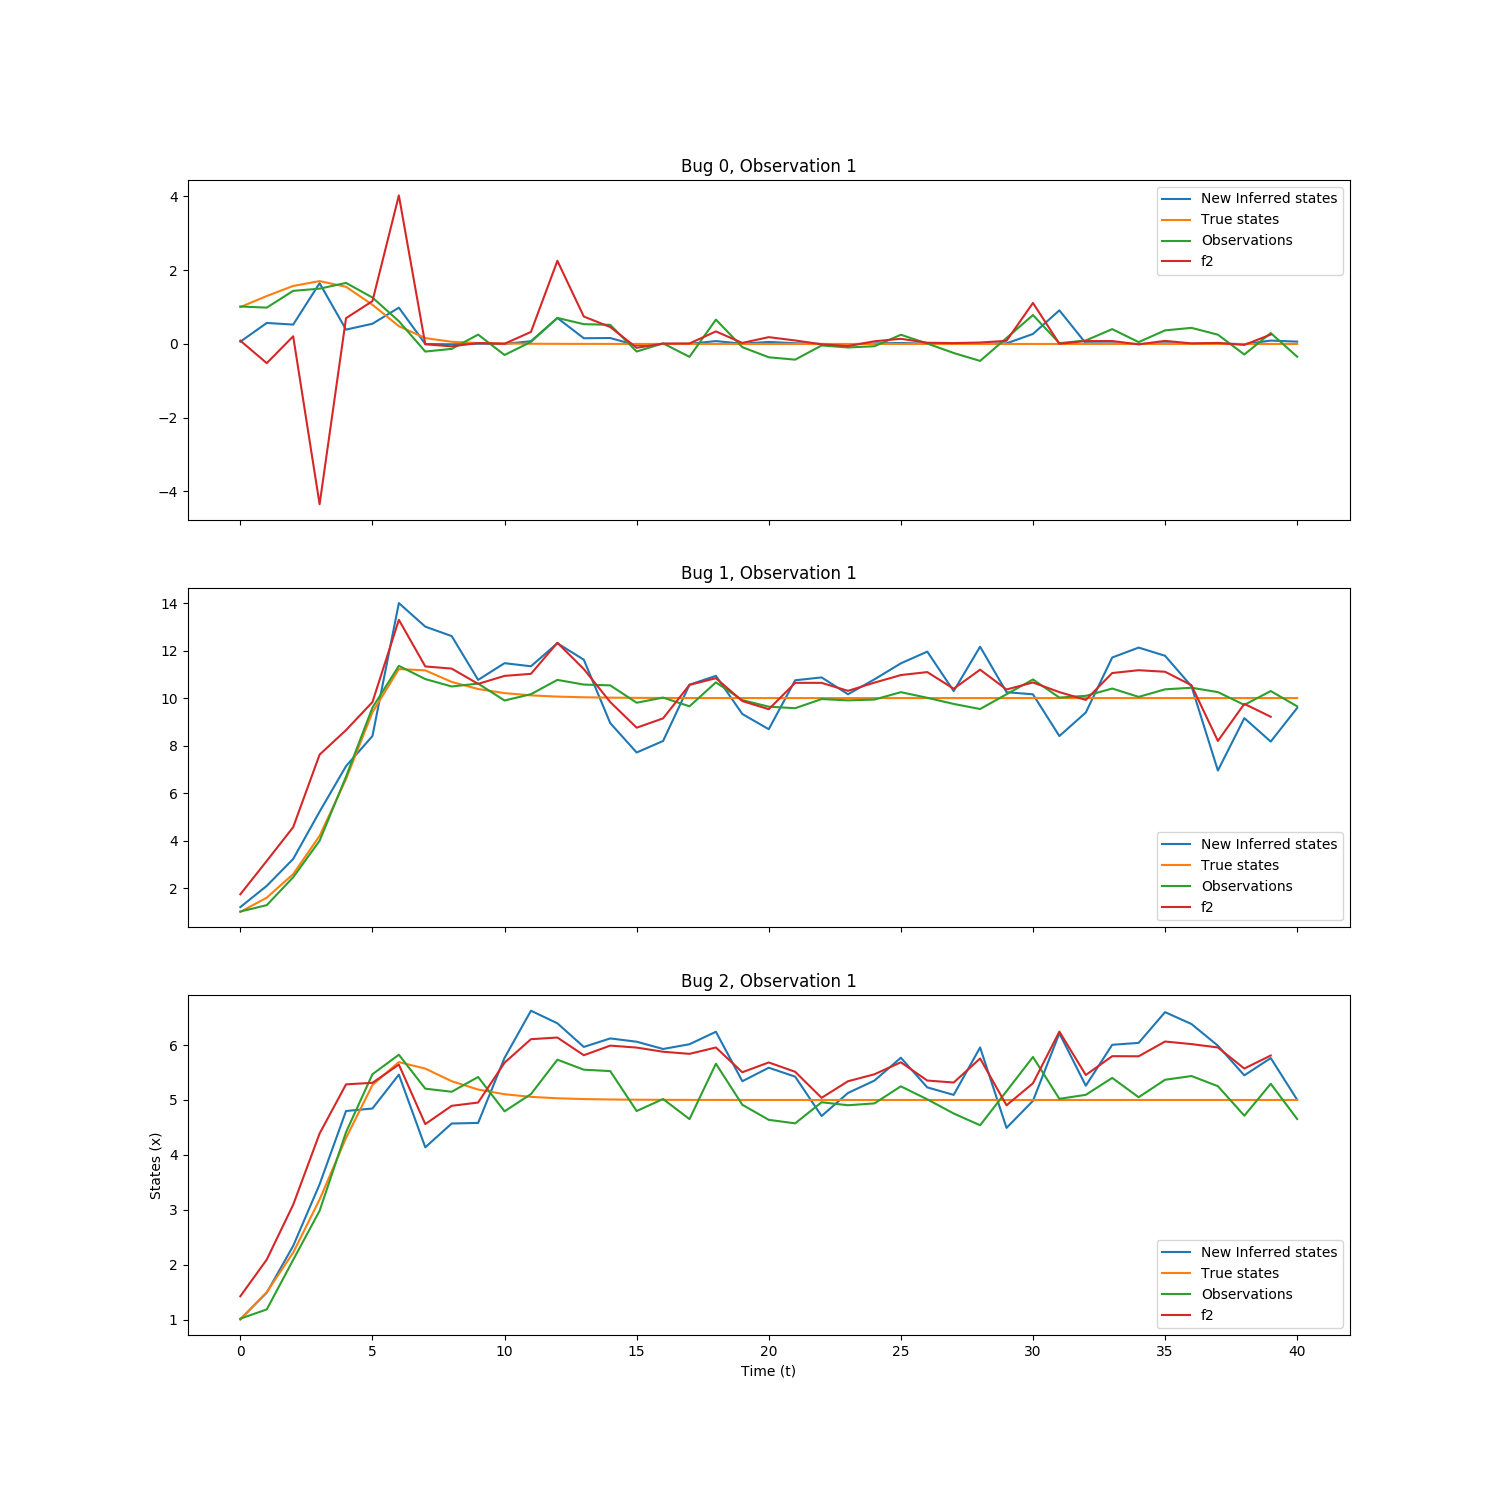 Bug 0, Observation 1
4
2
0
−2
−4
New Inferred states
True states
Observations
f2
Bug 1, Observation 1
14
12
10
8
6
4
2
New Inferred states
True states
Observations
f2
Bug 2, Observation 1
6
5
4
3
2
1
States (x)
New Inferred states
True states
Observations
f2
0 5 10 15 20 25 30 35 40
Time (t)